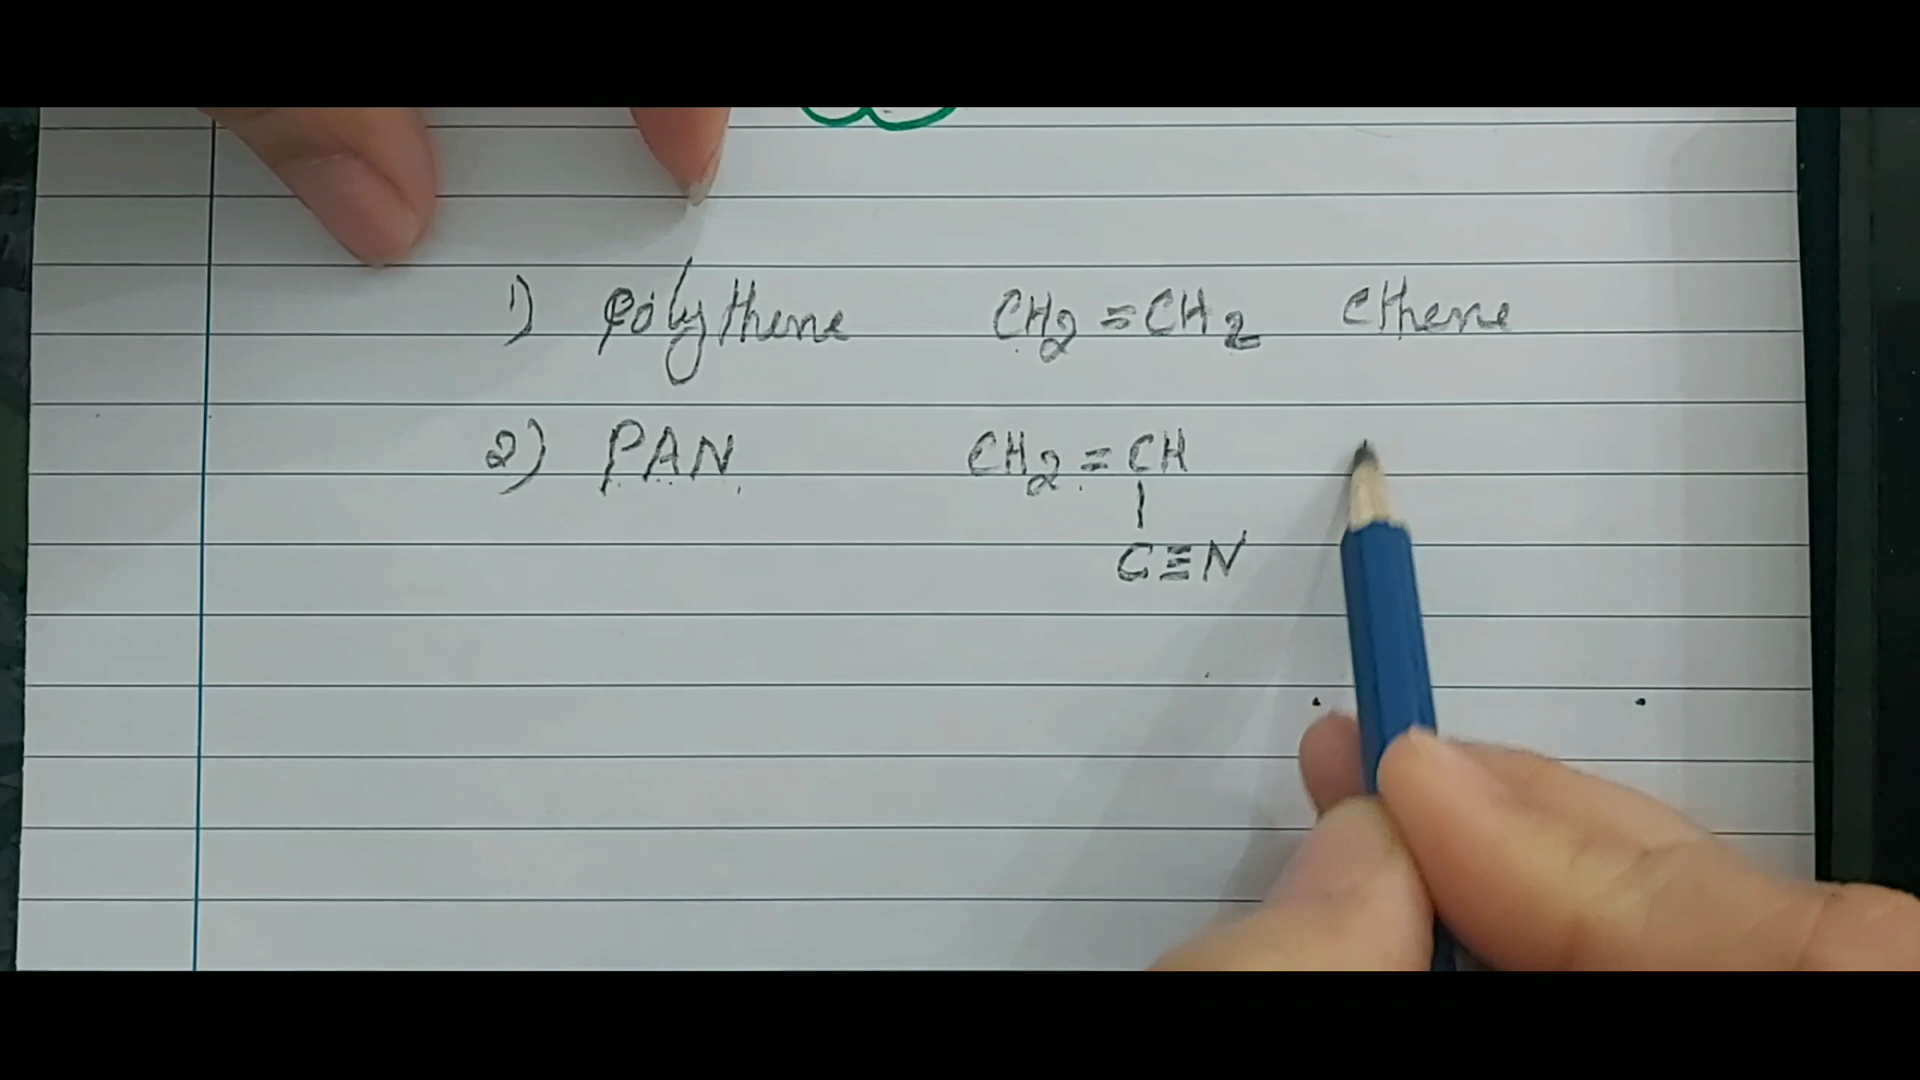 1) polythene CH2=CH2 Ethene
2) PAN CH2=CH
|
C≡N